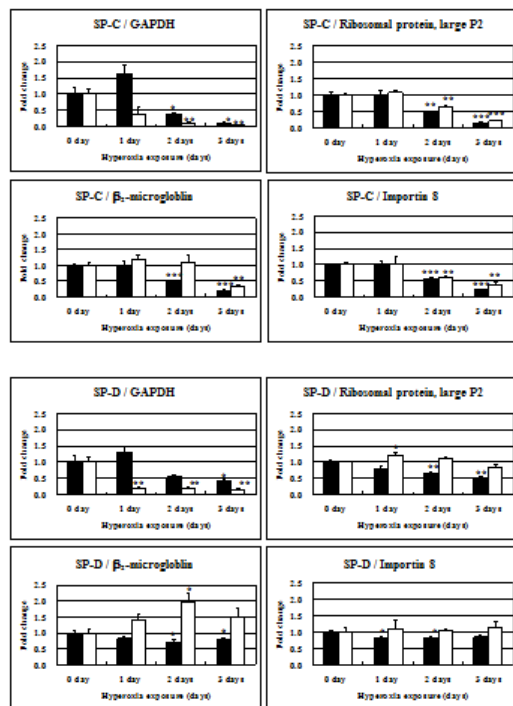 SP-C / GAPDH
Fold change
2.5
2.0
1.5
1.0
0.5
0.0
* ** * **
0 day 1 day 2 days 3 days
Hyperoxia exposure (days)
SP-C / Ribosomal protein, large P2
Fold change
2.5
2.0
1.5
1.0
0.5
0.0
** ** *** ***
0 day 1 day 2 days 3 days
Hyperoxia exposure (days)
SP-C / β₂-microgloblin
Fold change
2.5
2.0
1.5
1.0
0.5
0.0
*** *** **
0 day 1 day 2 days 3 days
Hyperoxia exposure (days)
SP-C / Importin 8
Fold change
2.5
2.0
1.5
1.0
0.5
0.0
*** ** *** **
0 day 1 day 2 days 3 days
Hyperoxia exposure (days)
SP-D / GAPDH
Fold change
2.5
2.0
1.5
1.0
0.5
0.0
** ** * **
0 day 1 day 2 days 3 days
Hyperoxia exposure (days)
SP-D / Ribosomal protein, large P2
Fold change
2.5
2.0
1.5
1.0
0.5
0.0
* ** **
0 day 1 day 2 days 3 days
Hyperoxia exposure (days)
SP-D / β₂-microgloblin
Fold change
2.5
2.0
1.5
1.0
0.5
0.0
* * *
0 day 1 day 2 days 3 days
Hyperoxia exposure (days)
SP-D / Importin 8
Fold change
2.5
2.0
1.5
1.0
0.5
0.0
* *
0 day 1 day 2 days 3 days
Hyperoxia exposure (days)